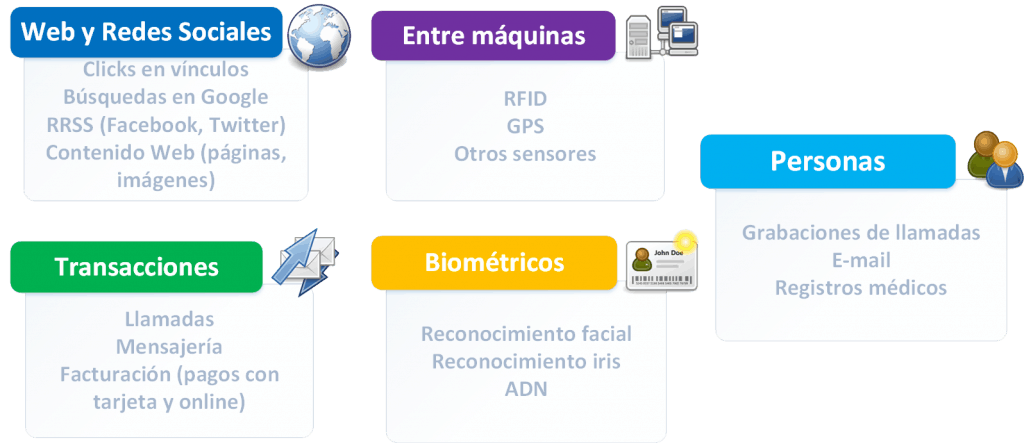 Web y Redes Sociales
Clicks en vínculos
Búsquedas en Google
RRSS (Facebook, Twitter)
Contenido Web (páginas,
imágenes)
Entre máquinas
RFID
GPS
Otros sensores
Personas
Grabaciones de llamadas
E-mail
Registros médicos
Transacciones
Llamadas
Mensajería
Facturación (pagos con
tarjeta y online)
Biométricos
John Doe
Reconocimiento facial
Reconocimiento iris
ADN